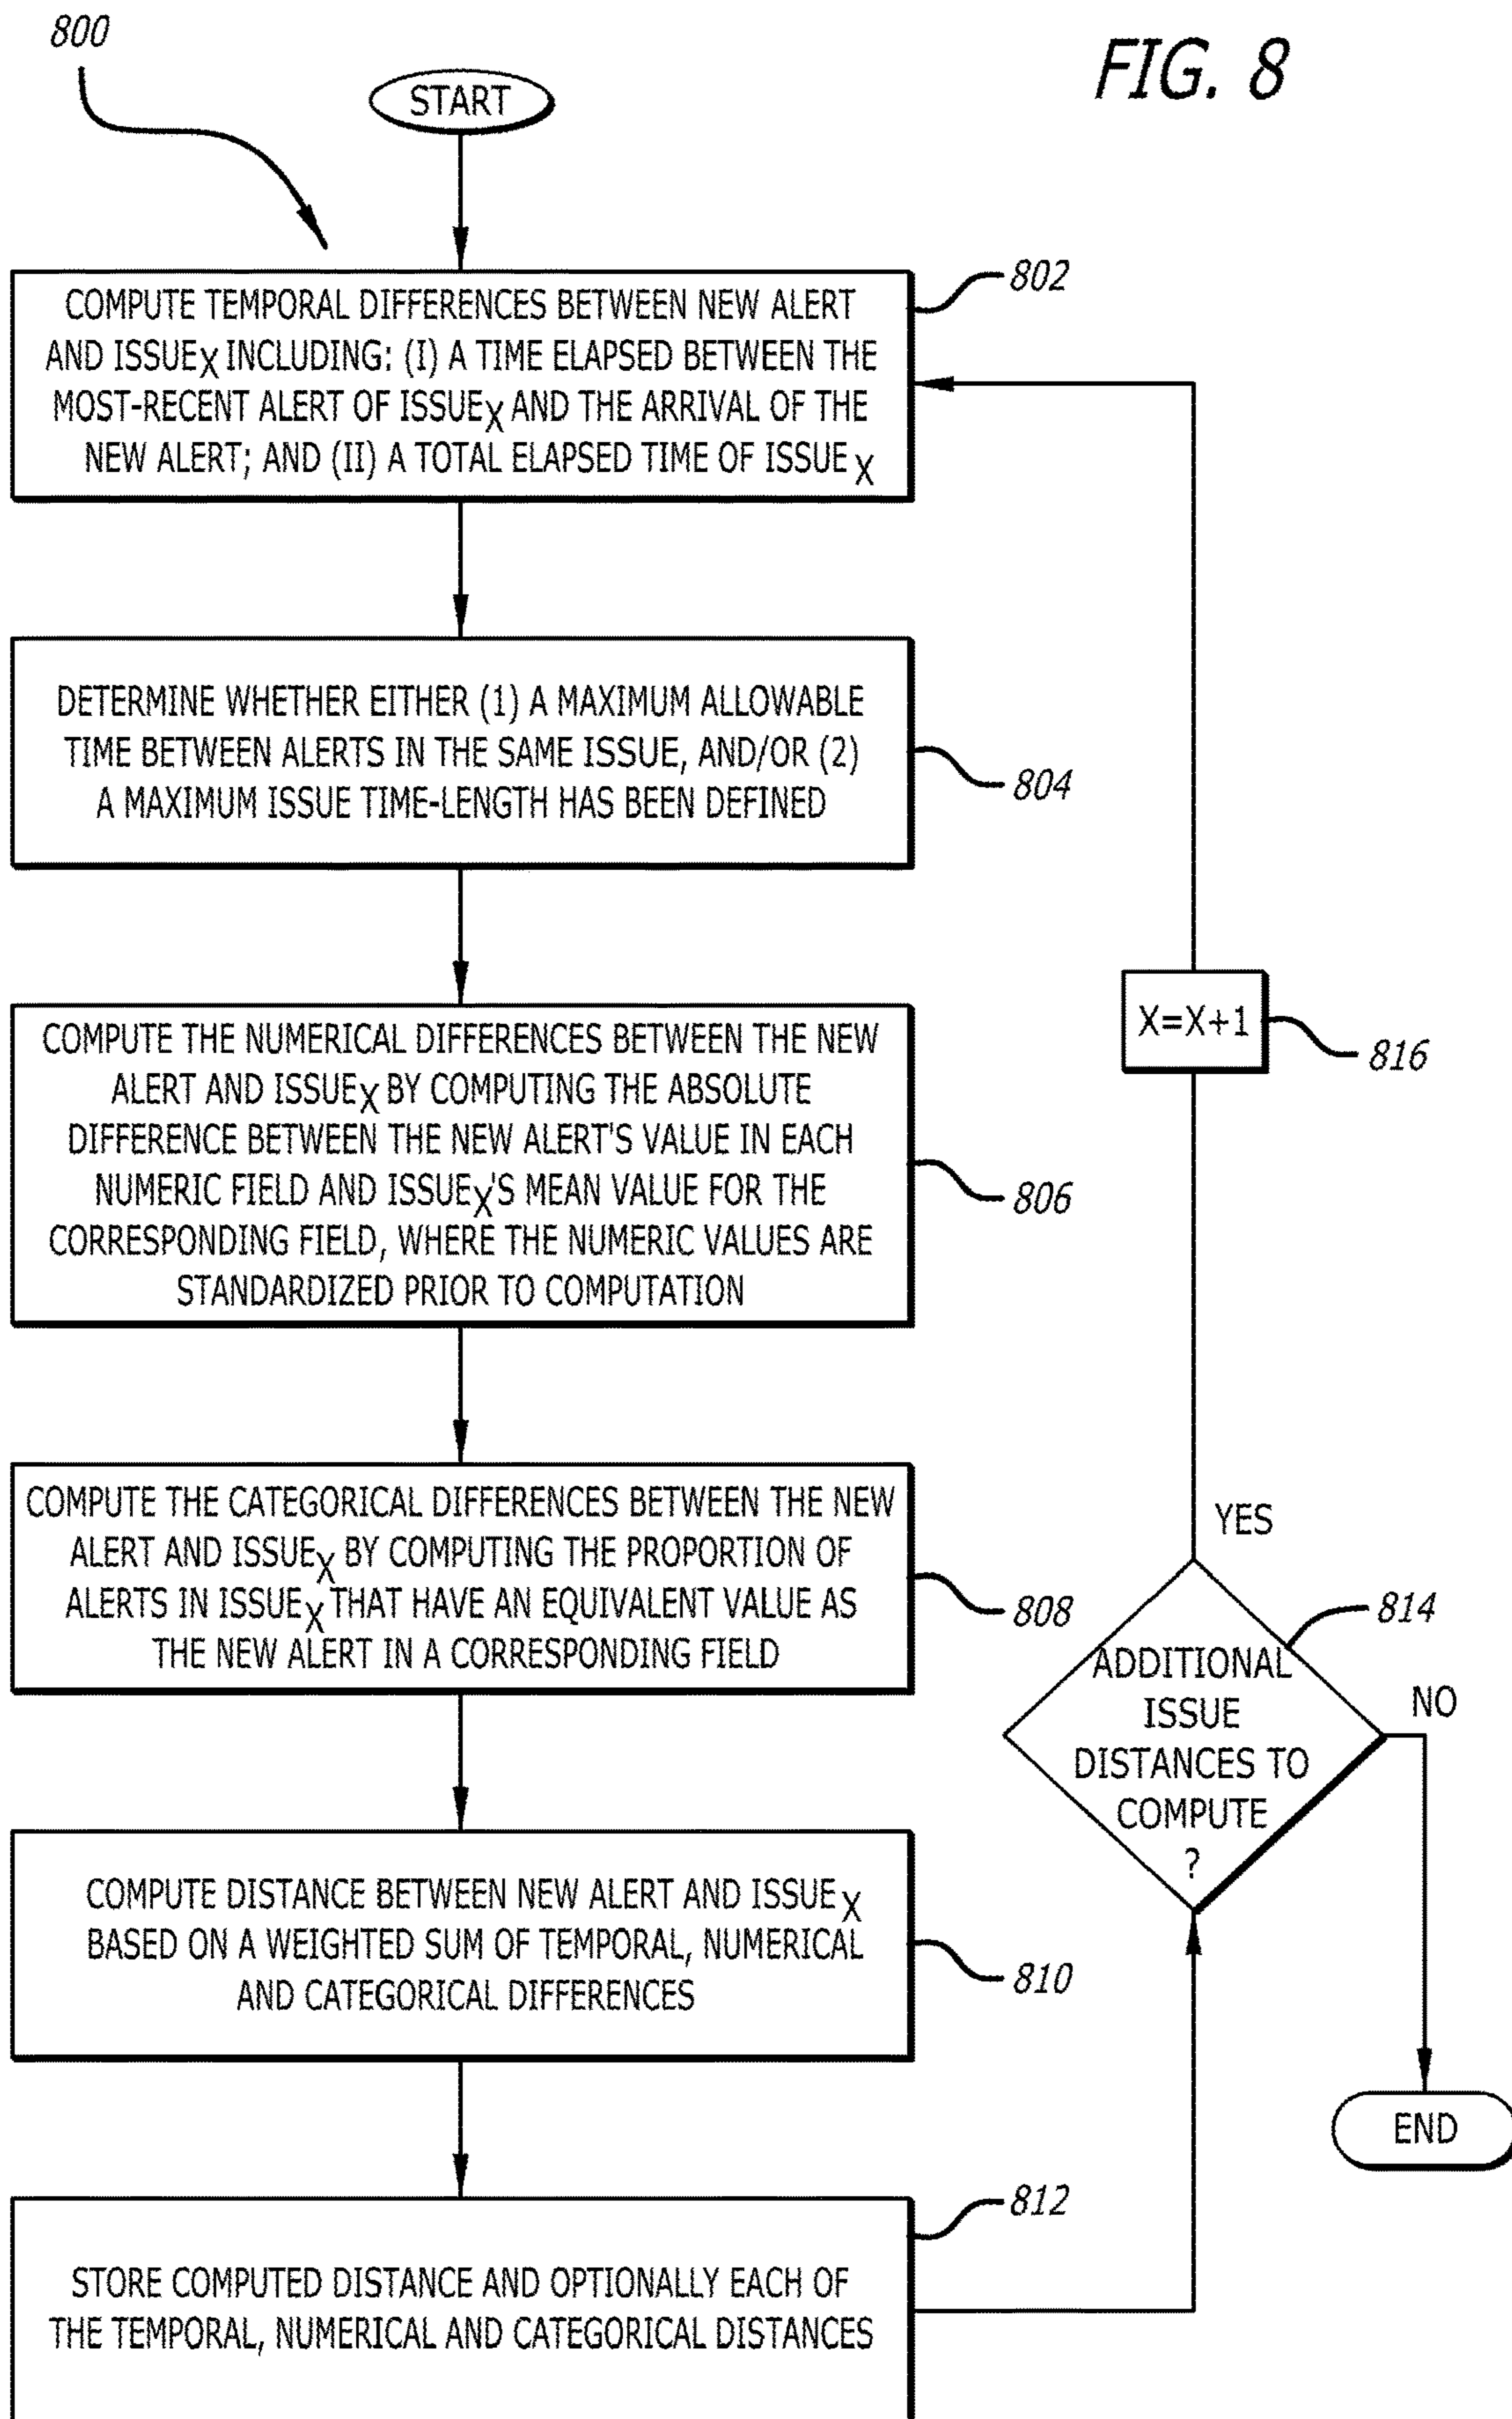 800
FIG. 8
START
802
COMPUTE TEMPORAL DIFFERENCES BETWEEN NEW ALERT
AND ISSUEX INCLUDING: (I) A TIME ELAPSED BETWEEN THE
MOST-RECENT ALERT OF ISSUEX AND THE ARRIVAL OF THE
NEW ALERT; AND (II) A TOTAL ELAPSED TIME OF ISSUE X
DETERMINE WHETHER EITHER (1) A MAXIMUM ALLOWABLE
TIME BETWEEN ALERTS IN THE SAME ISSUE, AND/OR (2)
A MAXIMUM ISSUE TIME-LENGTH HAS BEEN DEFINED
804
COMPUTE THE NUMERICAL DIFFERENCES BETWEEN THE NEW
ALERT AND ISSUEX BY COMPUTING THE ABSOLUTE
DIFFERENCE BETWEEN THE NEW ALERT'S VALUE IN EACH
NUMERIC FIELD AND ISSUEX'S MEAN VALUE FOR THE
CORRESPONDING FIELD, WHERE THE NUMERIC VALUES ARE
STANDARDIZED PRIOR TO COMPUTATION
806
X=X+1
816
COMPUTE THE CATEGORICAL DIFFERENCES BETWEEN THE NEW
ALERT AND ISSUEX BY COMPUTING THE PROPORTION OF
ALERTS IN ISSUEX THAT HAVE AN EQUIVALENT VALUE AS
THE NEW ALERT IN A CORRESPONDING FIELD
808
YES
814
ADDITIONAL
ISSUE
DISTANCES TO
COMPUTE
?
NO
COMPUTE DISTANCE BETWEEN NEW ALERT AND ISSUE X
BASED ON A WEIGHTED SUM OF TEMPORAL, NUMERICAL
AND CATEGORICAL DIFFERENCES
810
END
812
STORE COMPUTED DISTANCE AND OPTIONALLY EACH OF
THE TEMPORAL, NUMERICAL AND CATEGORICAL DISTANCES